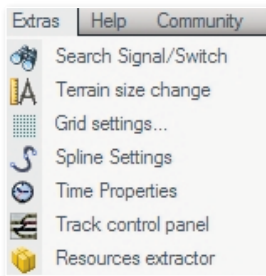 Extras Help Community
Search Signal/Switch
Terrain size change
Grid settings...
Spline Settings
Time Properties
Track control panel
Resources extractor